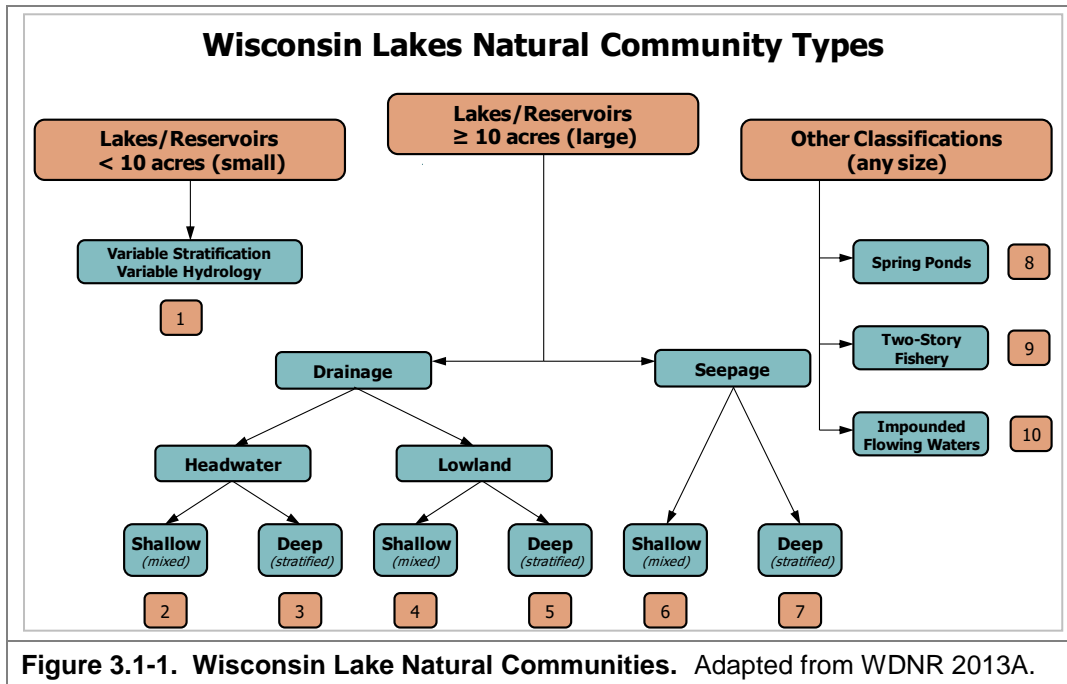 Wisconsin Lakes Natural Community Types
Lakes/Reservoirs
< 10 acres (small)
Lakes/Reservoirs
≥ 10 acres (large)
Other Classifications
(any size)
Variable Stratification
Variable Hydrology
1
Spring Ponds
8
Two-Story
Fishery
9
Impounded
Flowing Waters
10
Drainage
Seepage
Headwater
Lowland
Shallow
(mixed)
Deep
(stratified)
Shallow
(mixed)
Deep
(stratified)
Shallow
(mixed)
Deep
(stratified)
2
3
4
5
6
7
Figure 3.1-1. Wisconsin Lake Natural Communities. Adapted from WDNR 2013A.